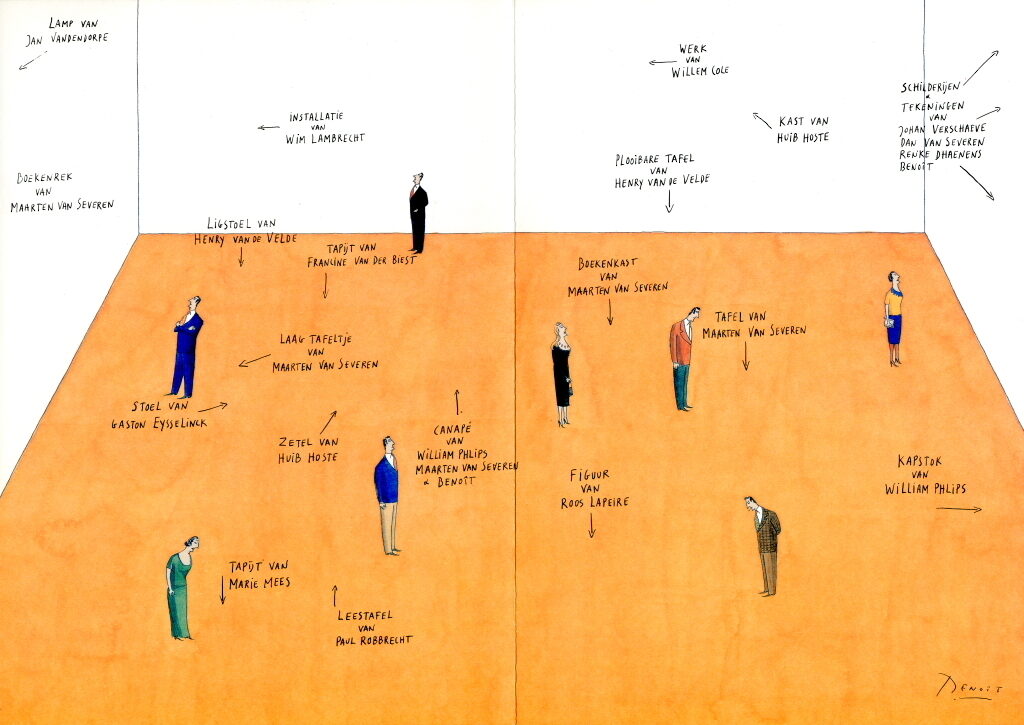 LAMP VAN
JAN VANDENDORPE
INSTALLATIE
VAN
WIM LAMBRECHT
WERK
VAN
WILLEM COLE
KAST VAN
HUIB HOSTE
SCHILDERIJEN
&
TEKENINGEN
VAN
JOHAN VERSCHAEVE
DAN VAN SEVEREN
RENKE DHAENENS
BENOÎT
BOEKENREK
VAN
MAARTEN VAN SEVEREN
PLOOIBARE TAFEL
VAN
HENRY VAN DE VELDE
LIGSTOEL VAN
HENRY VAN DE VELDE
TAPIJT VAN
FRANCINE VAN DER BIEST
BOEKENKAST
VAN
MAARTEN VAN SEVEREN
TAFEL VAN
MAARTEN VAN SEVEREN
LAAG TAFELTJE
VAN
MAARTEN VAN SEVEREN
STOEL VAN
GASTON EYSSELINCK
ZETEL VAN
HUIB HOSTE
CANAPÉ
VAN
WILLIAM PHLIPS
MAARTEN VAN SEVEREN
& BENOÎT
FIGUUR
VAN
ROOS LAPEIRE
KAPSTOK
VAN
WILLIAM PHLIPS
TAPIJT VAN
MARIE MEES
LEESTAFEL
VAN
PAUL ROBBRECHT
BENOIT